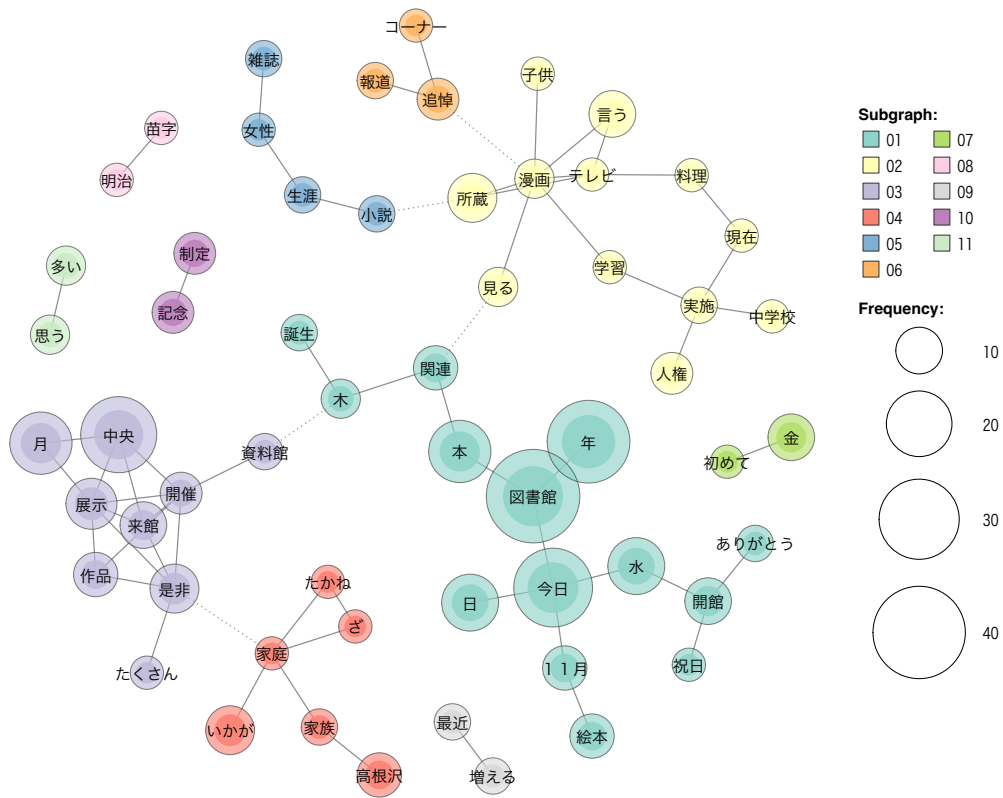 コーナー
雑誌
報道
追悼
子供
言う
女性
苗字
明治
生涯
小説
所蔵
漫画
テレビ
料理
現在
学習
実施
中学校
人権
見る
制定
記念
多い
思う
誕生
木
関連
月
中央
資料館
開催
展示
来館
作品
是非
たくさん
本
年
図書館
初めて
金
ありがとう
水
今日
日
開館
祝日
11月
絵本
たかね
ざ
家庭
いかが
家族
高根沢
最近
増える
Subgraph:
01
02
03
04
05
06
07
08
09
10
11
Frequency:
10
20
30
40